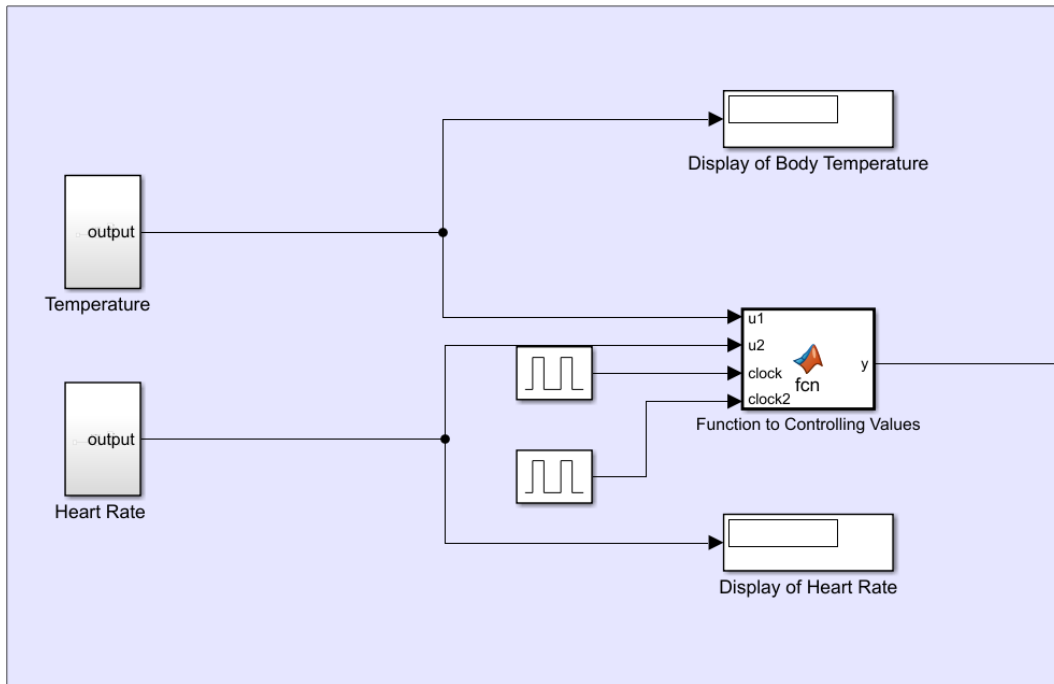 Display of Body Temperature
output
Temperature
u1
u2
clock
clock2
fcn
y
Function to Controlling Values
output
Heart Rate
Display of Heart Rate